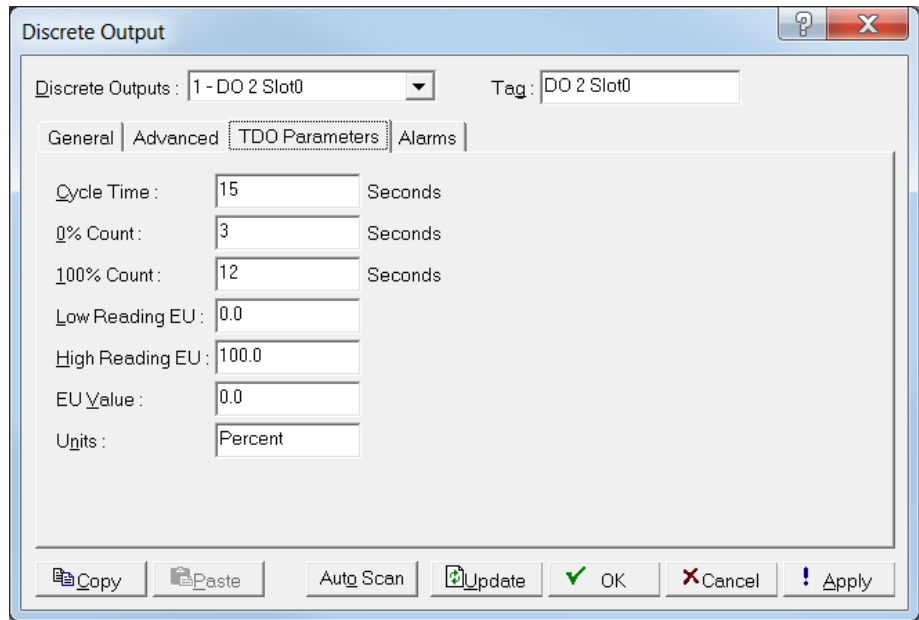 Discrete Output
Discrete Outputs : 1 - DO 2 Slot0 Tag : DO 2 Slot0
General Advanced TDO Parameters Alarms
Cycle Time : 15 Seconds
0% Count : 3 Seconds
100% Count : 12 Seconds
Low Reading EU : 0.0
High Reading EU : 100.0
EU Value : 0.0
Units : Percent
Copy Paste Auto Scan Update OK Cancel ! Apply